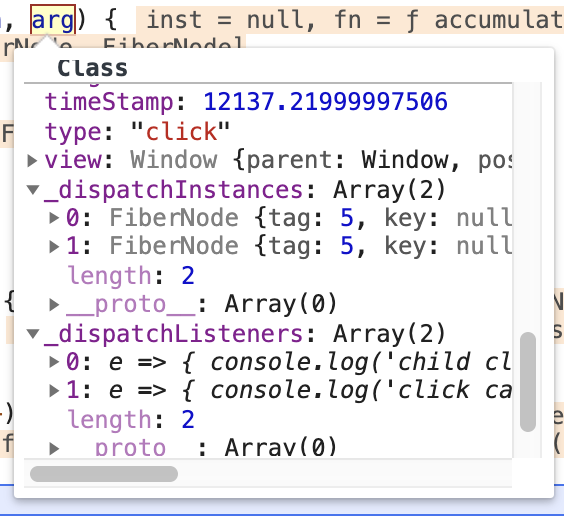 , arg) { inst = null, fn = ƒ accumulat
Class
timeStamp: 12137.21999997506
type: "click"
▶ view: Window {parent: Window, pos
▼ _dispatchInstances: Array(2)
▶ 0: FiberNode {tag: 5, key: null
▶ 1: FiberNode {tag: 5, key: null
length: 2
▶ __proto__: Array(0)
▼ _dispatchListeners: Array(2)
▶ 0: e => { console.log('child cl
▶ 1: e => { console.log('click ca
length: 2
▶ __proto__: Array(0)